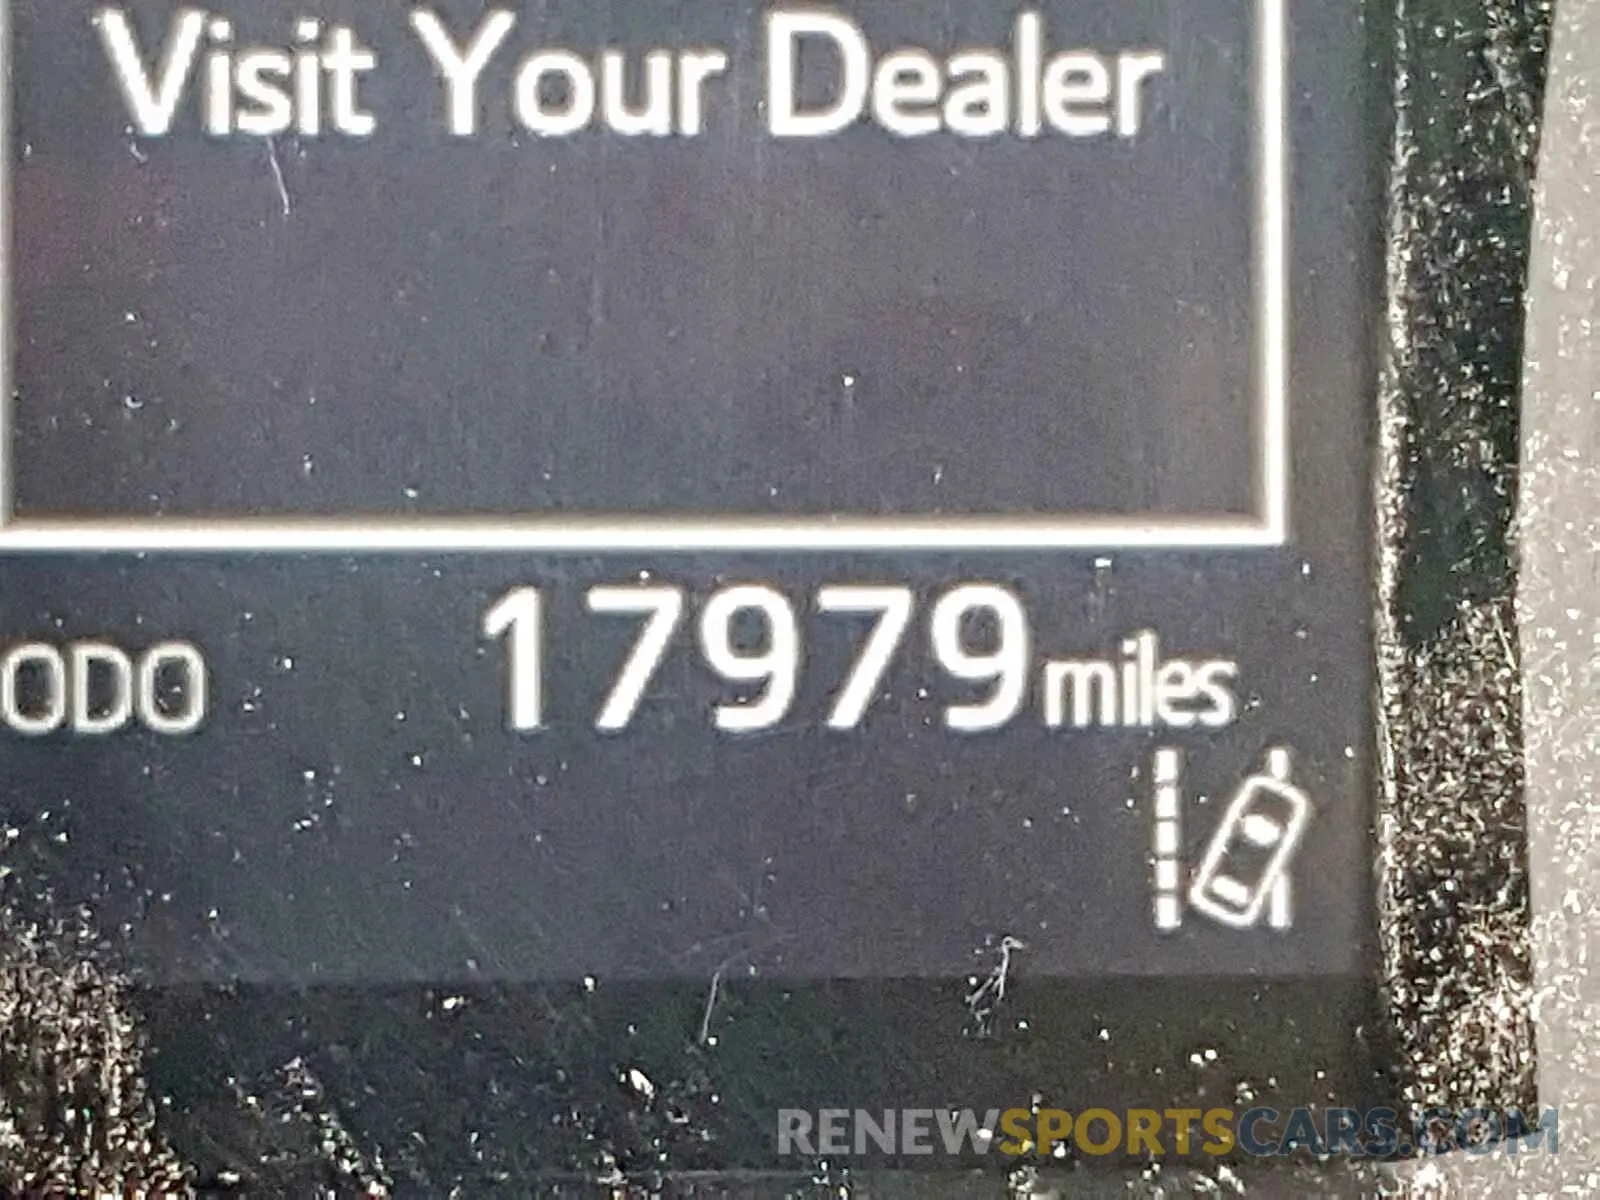 Visit Your Dealer
ODO 17979 miles
RENEWSPORTSCARS.COM